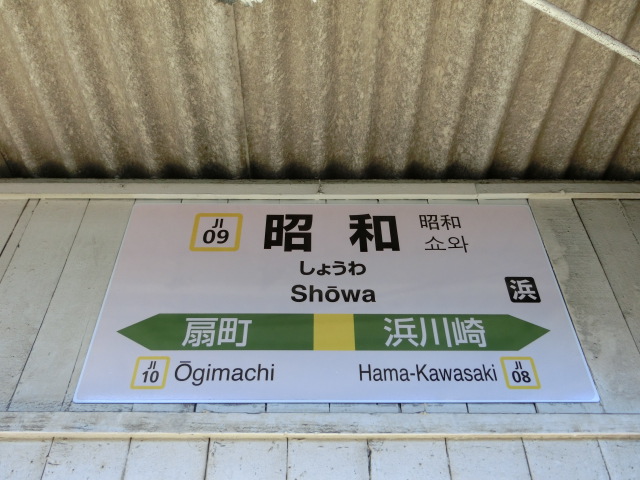 JI
09
昭和
昭和
쇼와
しょうわ
Shōwa
浜
扇町
浜川崎
JI
10
Ōgimachi
Hama-Kawasaki
JI
08